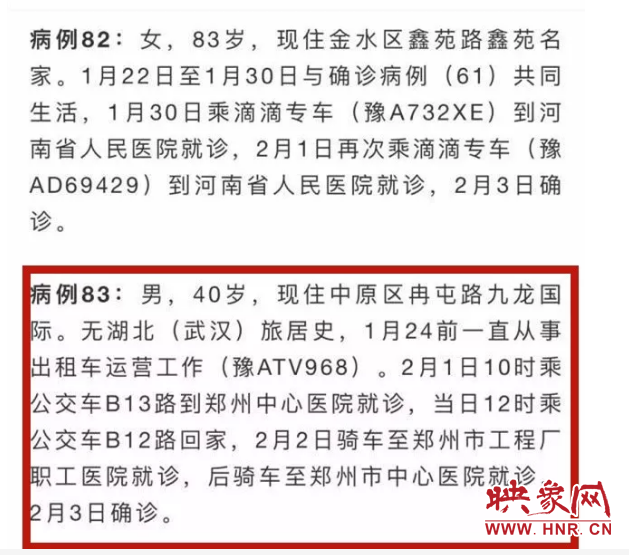 病例82：女，83岁，现住金水区鑫苑路鑫苑名
家。1月22日至1月30日与确诊病例（61）共同
生活，1月30日乘滴滴专车（豫A732XE）到河
南省人民医院就诊，2月1日再次乘滴滴专车（豫
AD69429）到河南省人民医院就诊，2月3日确
诊。
病例83：男，40岁，现住中原区冉屯路九龙国
际。无湖北（武汉）旅居史，1月24前一直从事
出租车运营工作（豫ATV968）。2月1日10时乘
公交车B13路到郑州中心医院就诊，当日12时乘
公交车B12路回家，2月2日骑车至郑州市工程厂
职工医院就诊，后骑车至郑州市中心医院就诊，
2月3日确诊。
映象网
WWW.HNR.CN